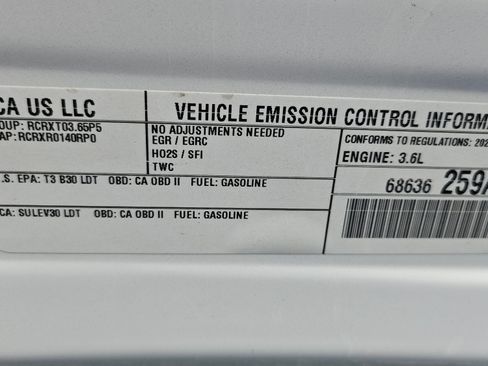 CA US LLC
VEHICLE EMISSION CONTROL INFORM
OUP: RCRXT03.65P5
AP: RCRXR0140RP0
NO ADJUSTMENTS NEEDED
EGR / EGRC
HO2S / SFI
TWC
CONFORMS TO REGULATIONS: 202
ENGINE: 3.6L
.S. EPA: T3 B30 LDT OBD: CA OBD II FUEL: GASOLINE
68636 259A
CA: SULEV30 LDT OBD: CA OBD II FUEL: GASOLINE